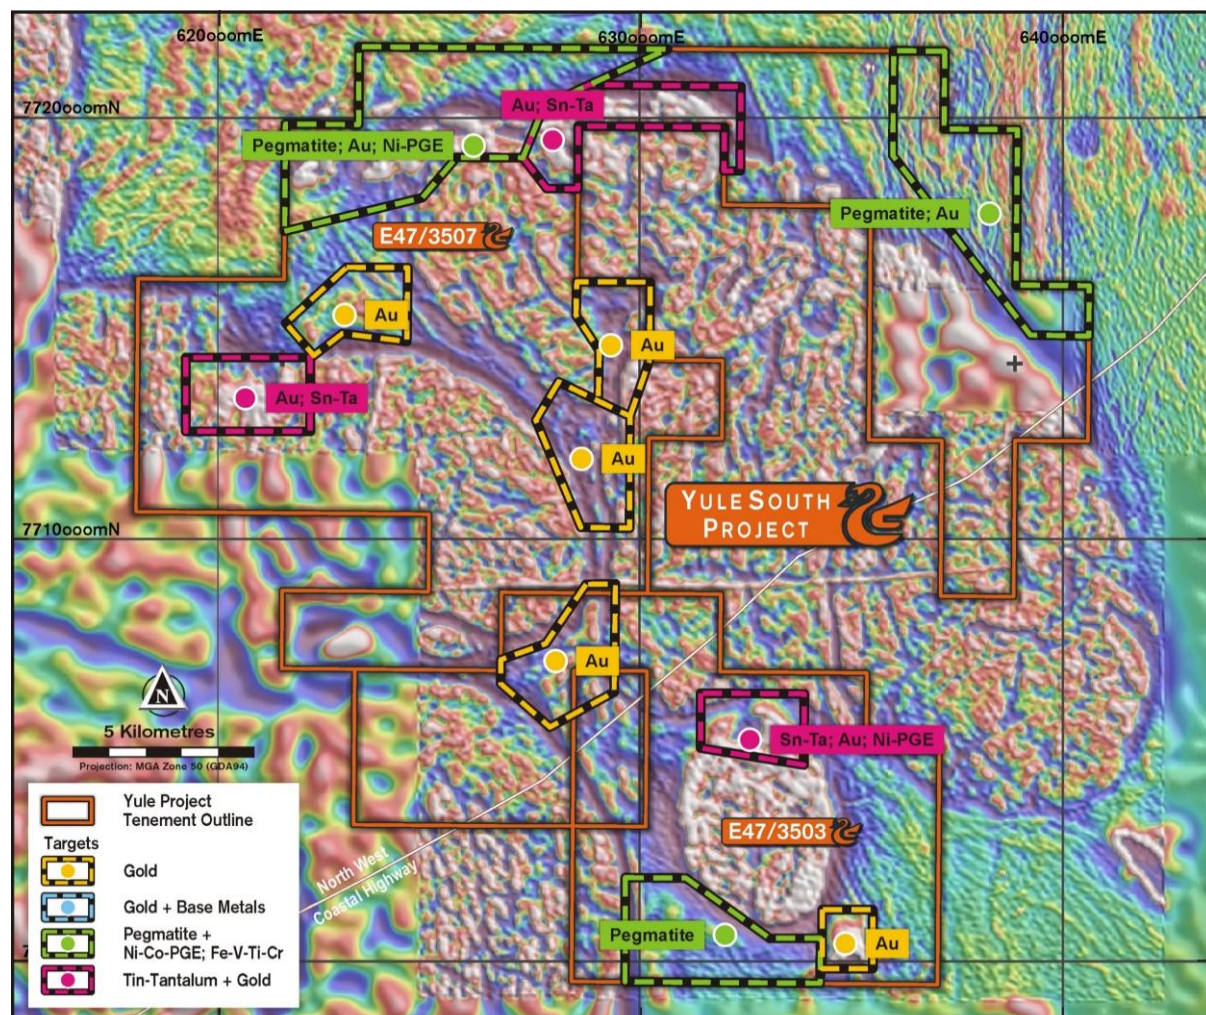 620000mE
630000mE
640000mE
7720000mN
Au; Sn-Ta
Pegmatite; Au; Ni-PGE
Pegmatite; Au
E47/3507
Au
Au
Au; Sn-Ta
Au
YULE SOUTH
PROJECT
7710000mN
Au
N
5 Kilometres
Projection: MGA Zone 50 (GDA94)
Sn-Ta; Au; Ni-PGE
E47/3503
North West
Coastal Highway
Pegmatite
Au
Yule Project
Tenement Outline
Targets
Gold
Gold + Base Metals
Pegmatite +
Ni-Co-PGE; Fe-V-Ti-Cr
Tin-Tantalum + Gold